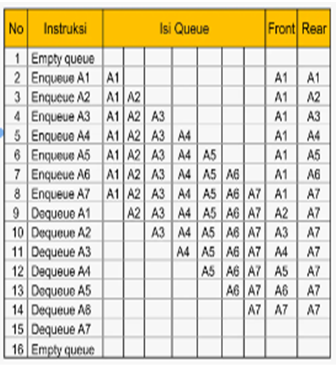 No Instruksi Isi Queue Front Rear
1 Empty queue
2 Enqueue A1 A1 A1 A1
3 Enqueue A2 A1 A2 A1 A2
4 Enqueue A3 A1 A2 A3 A1 A3
5 Enqueue A4 A1 A2 A3 A4 A1 A4
6 Enqueue A5 A1 A2 A3 A4 A5 A1 A5
7 Enqueue A6 A1 A2 A3 A4 A5 A6 A1 A6
8 Enqueue A7 A1 A2 A3 A4 A5 A6 A7 A1 A7
9 Dequeue A1 A2 A3 A4 A5 A6 A7 A2 A7
10 Dequeue A2 A3 A4 A5 A6 A7 A3 A7
11 Dequeue A3 A4 A5 A6 A7 A4 A7
12 Dequeue A4 A5 A6 A7 A5 A7
13 Dequeue A5 A6 A7 A6 A7
14 Dequeue A6 A7 A7 A7
15 Dequeue A7
16 Empty queue